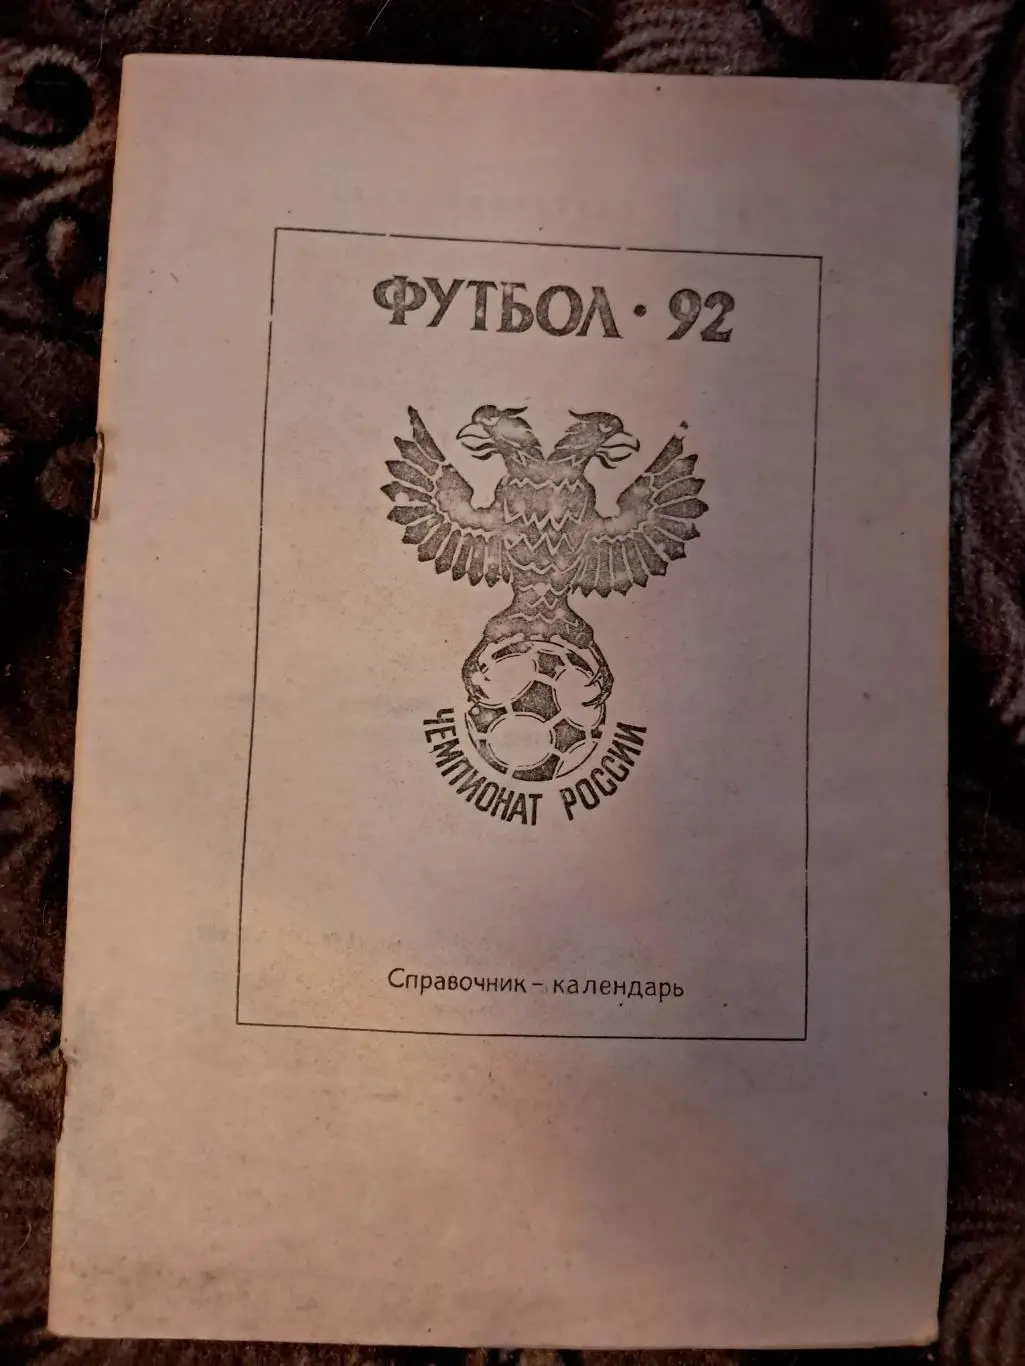 ФУТБОЛ · 92
ЧЕМПИОНАТ РОССИИ
Справочник – календарь